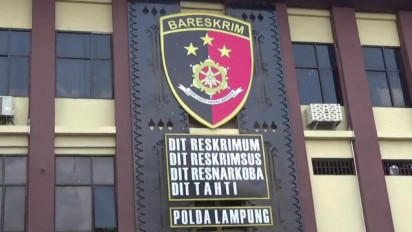 BARESKRIM
DIT RESKRIMUM
DIT RESKRIMSUS
DIT RESNARKOBA
DIT TAHTI
POLDA LAMPUNG